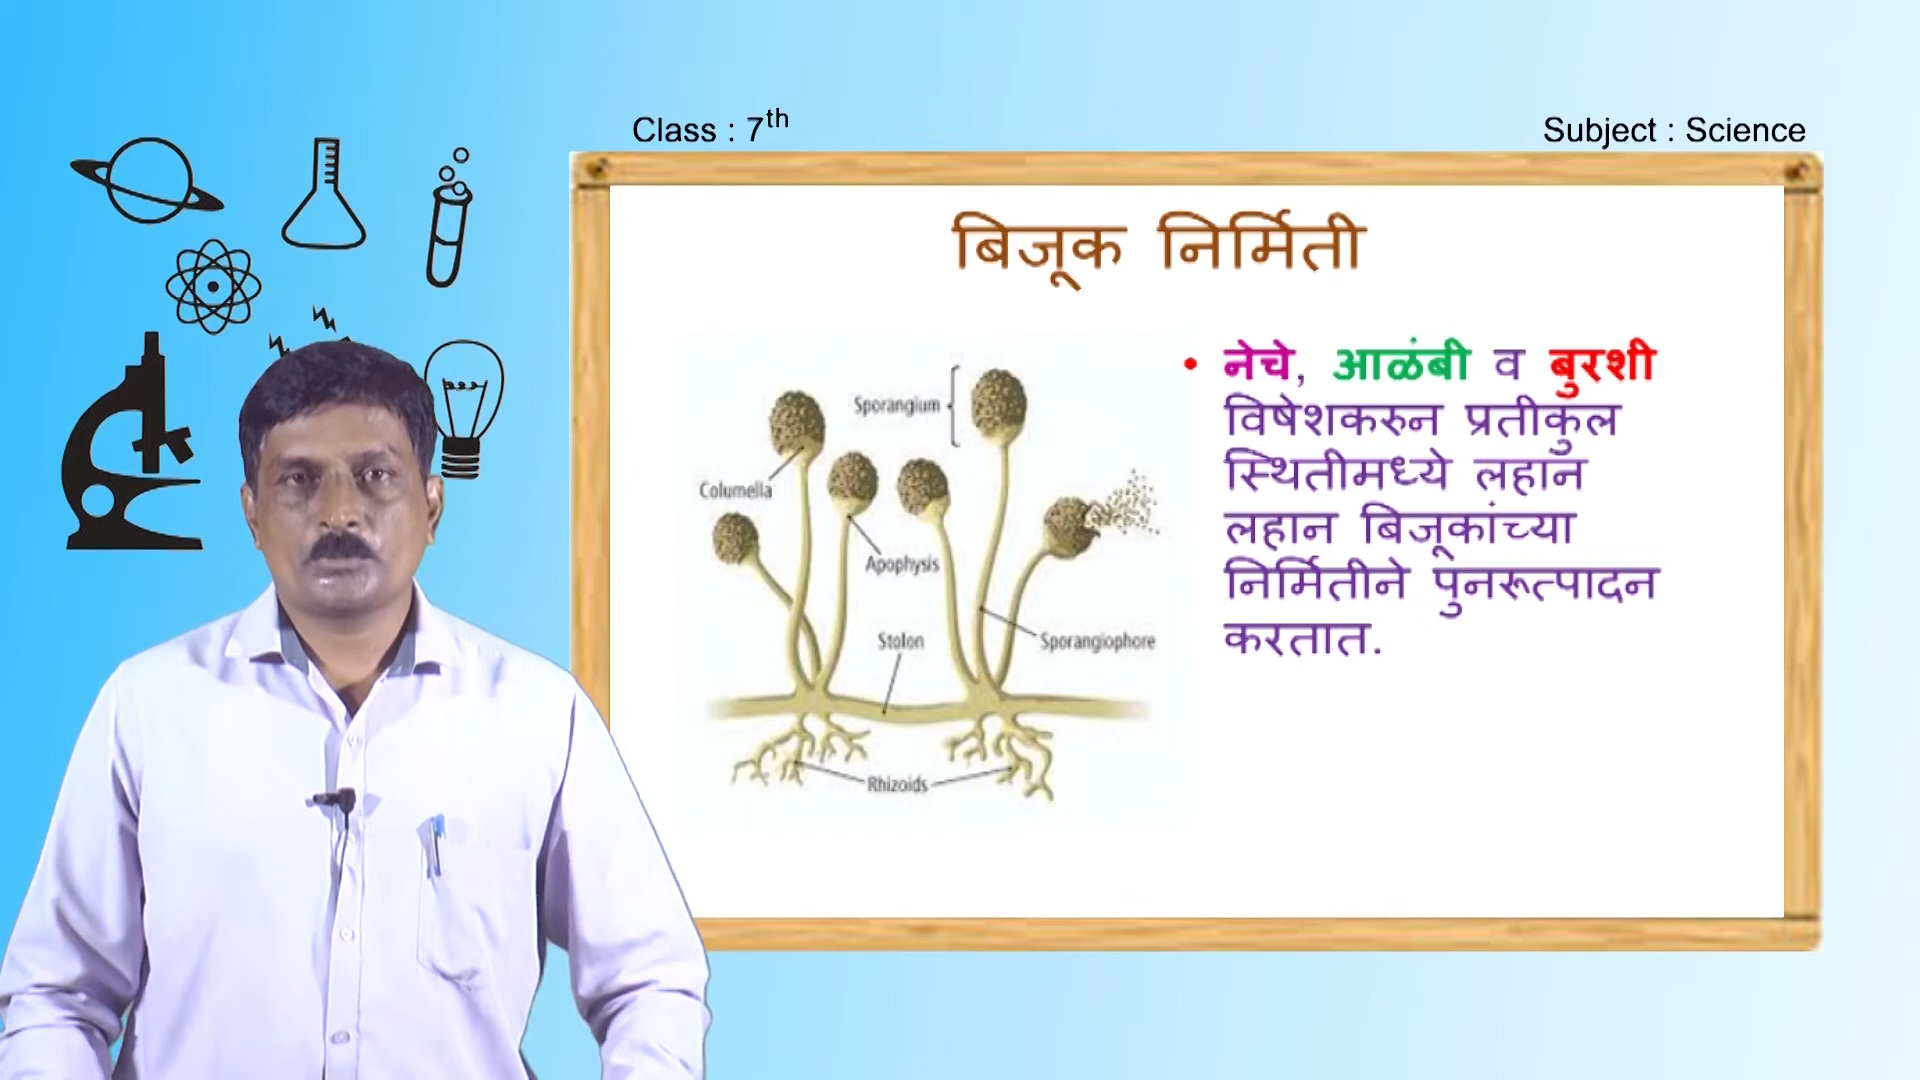 Class : 7th
Subject : Science
बिजूक निर्मिती
Sporangium
Columella
Apophysis
Stolon
Sporangiophore
Rhizoids
• नेचे, आळंबी व बुरशी
विषेशकरुन प्रतीकुल
स्थितीमध्ये लहान
लहान बिजूकांच्या
निर्मितीने पुनरूत्पादन
करतात.